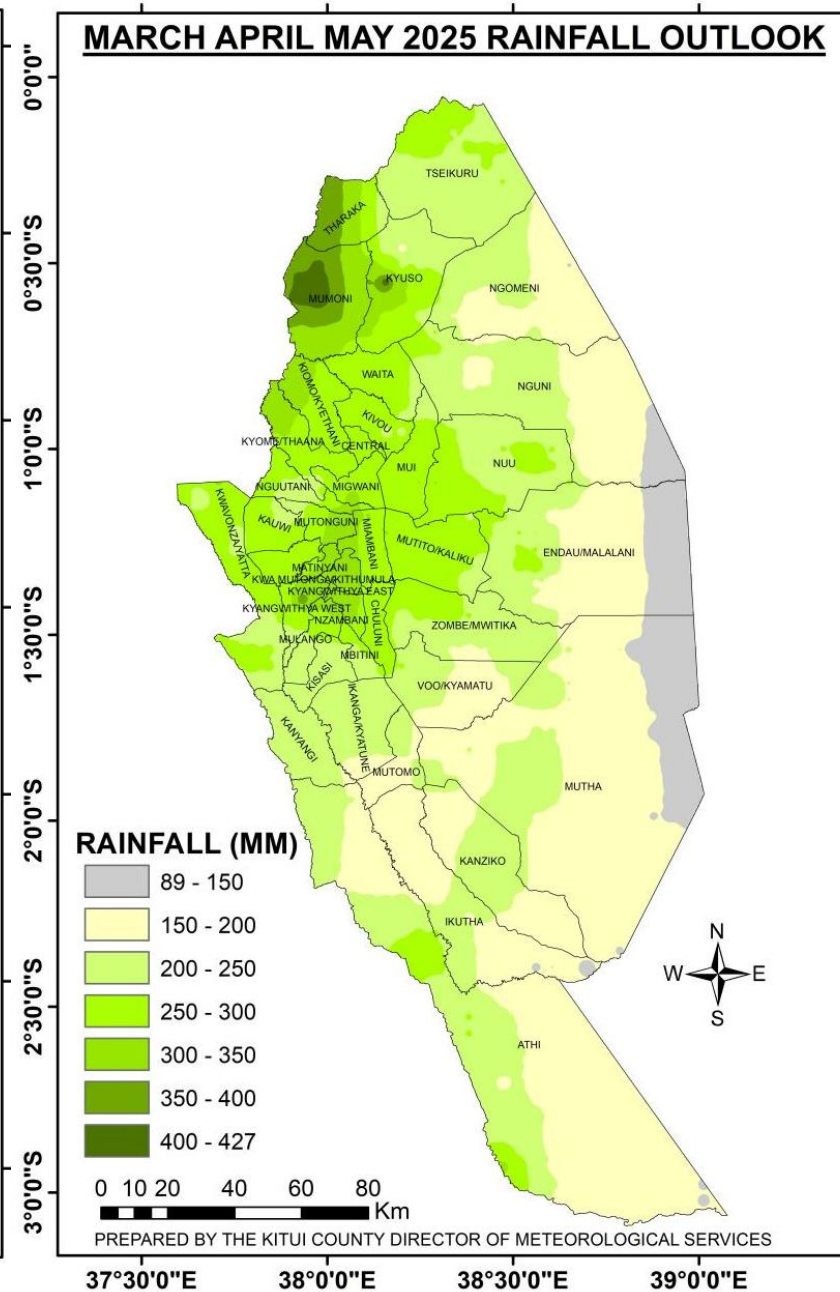 MARCH APRIL MAY 2025 RAINFALL OUTLOOK
0°0'0"
0°30'0"S
1°0'0"S
1°30'0"S
2°0'0"S
2°30'0"S
3°0'0"S
TSEIKURU
THARAKA
KYUSO
MUMONI
NGOMENI
WAITA
NGUNI
KIOMO/KYETHANI
KIVOU
KYOME/THAANA
CENTRAL
MUI
NUU
NGUUTANI
MIGWANI
KWAVONZA/YATTA
KAUWI
MUTONGUNI
MIAMBANI
MUTITO/KALIKU
ENDAU/MALALANI
MATINYANI
KWA MUTONGA/KITHUMULA
KYANGWITHYA EAST
KYANGWITHYA WEST
NZAMBANI
CHULUNI
ZOMBE/MWITIKA
MULANGO
MBITINI
KISASI
VOO/KYAMATU
IKANGA/KYATUNE
KANYANGI
MUTOMO
MUTHA
KANZIKO
IKUTHA
ATHI
RAINFALL (MM)
89 - 150
150 - 200
200 - 250
250 - 300
300 - 350
350 - 400
400 - 427
N
W E
S
0 10 20 40 60 80
Km
PREPARED BY THE KITUI COUNTY DIRECTOR OF METEOROLOGICAL SERVICES
37°30'0"E 38°0'0"E 38°30'0"E 39°0'0"E